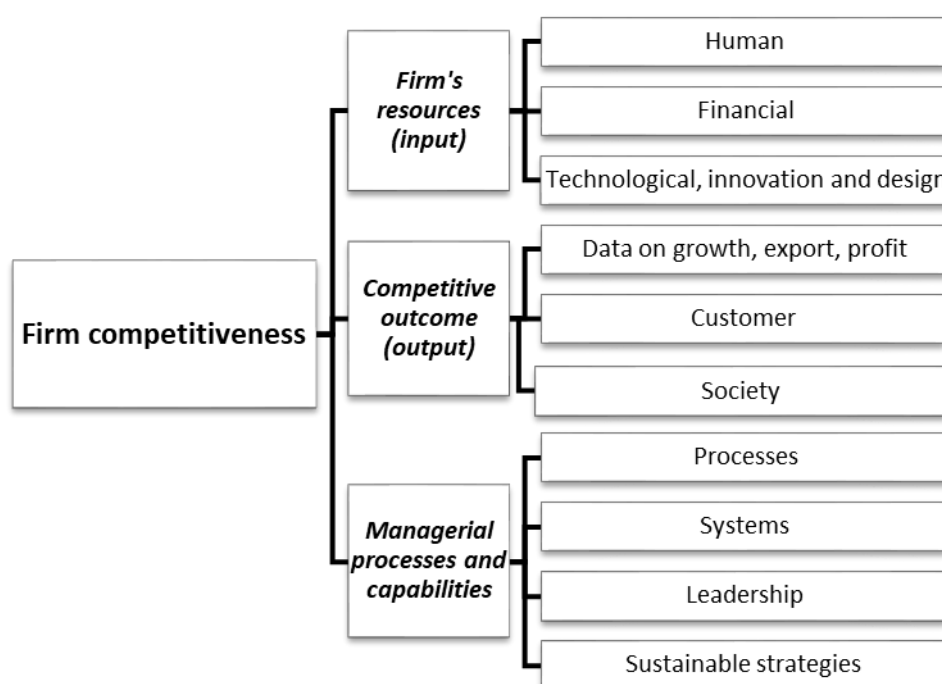 Firm competitiveness
Firm's
resources
(input)
Human
Financial
Technological, innovation and design
Competitive
outcome
(output)
Data on growth, export, profit
Customer
Society
Managerial
processes and
capabilities
Processes
Systems
Leadership
Sustainable strategies